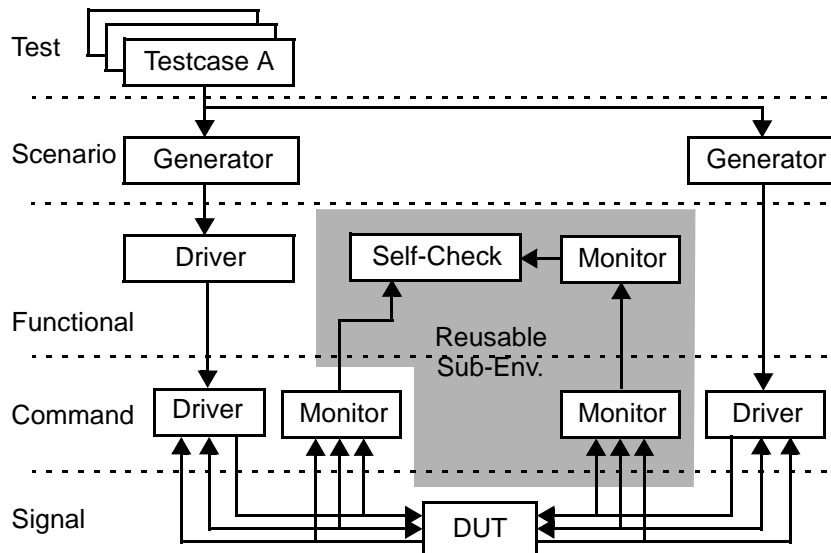 Test
Testcase A
Scenario
Generator
Generator
Driver
Self-Check
Monitor
Functional
Reusable
Sub-Env.
Command
Driver
Monitor
Monitor
Driver
Signal
DUT